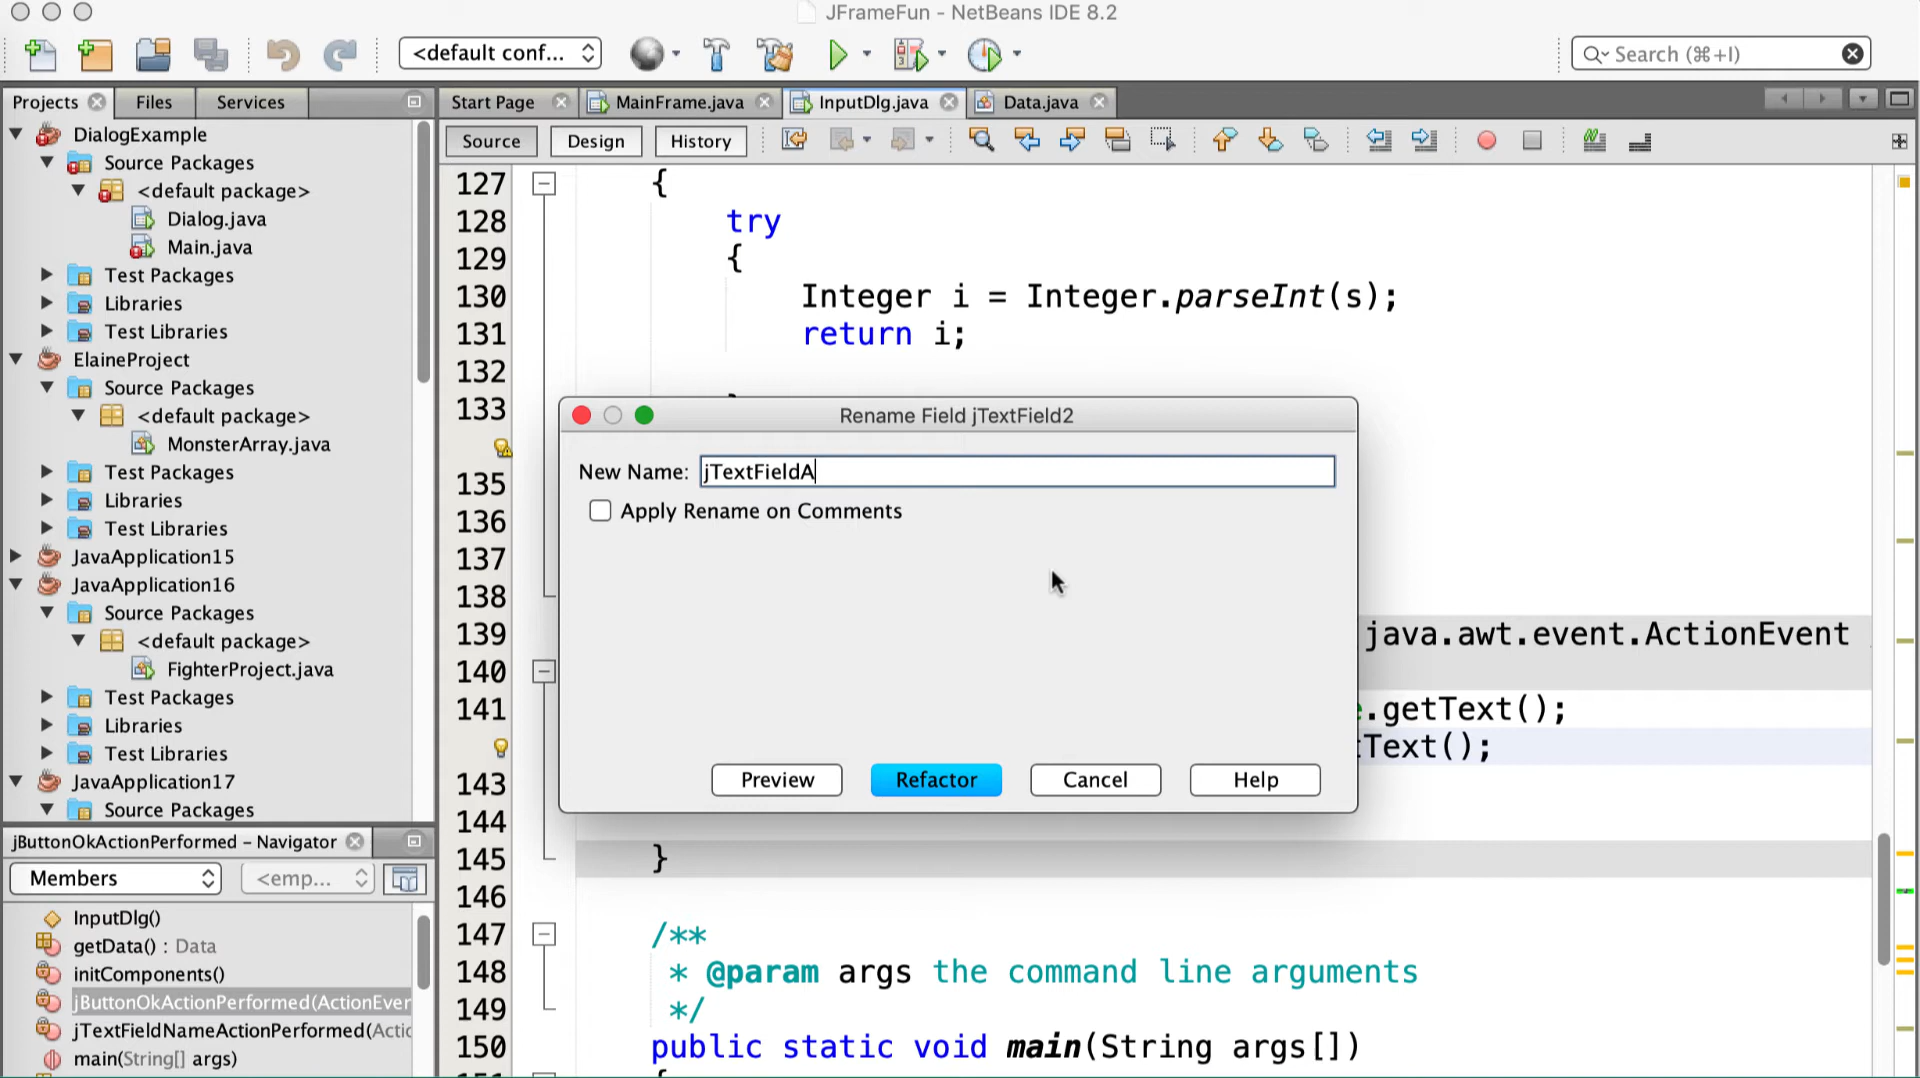 JFrameFun - NetBeans IDE 8.2
<default conf...
Search (⌘+I)
Projects
Files
Services
Start Page
MainFrame.java
InputDlg.java
Data.java
Source
Design
History
DialogExample
Source Packages
<default package>
Dialog.java
Main.java
Test Packages
Libraries
Test Libraries
ElaineProject
Source Packages
<default package>
MonsterArray.java
Test Packages
Libraries
Test Libraries
JavaApplication15
JavaApplication16
Source Packages
<default package>
FighterProject.java
Test Packages
Libraries
Test Libraries
JavaApplication17
Source Packages
127 {
128 try
129 {
130 Integer i = Integer.parseInt(s);
131 return i;
132
133
135
136
137
138
139 java.awt.event.ActionEvent
140
141 .getText();
Text();
143
144
145 }
146
147 /**
148 * @param args the command line arguments
149 */
150 public static void main(String args[])
{
Rename Field jTextField2
New Name: jTextFieldA
Apply Rename on Comments
Preview
Refactor
Cancel
Help
jButtonOkActionPerformed - Navigator
Members
<emp...
InputDlg()
getData() : Data
initComponents()
jButtonOkActionPerformed(ActionEver
jTextFieldNameActionPerformed(Actio
main(String[] args)